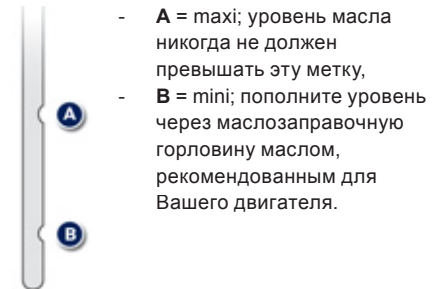 - A = maxi; уровень масла
никогда не должен
превышать эту метку,
- B = mini; пополните уровень
через маслозаправочную
горловину маслом,
рекомендованным для
Вашего двигателя.
A
B